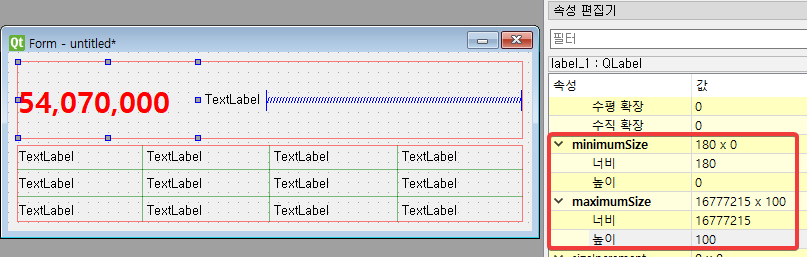 속성 편집기
필터
label_1 : QLabel
속성 값
수평 확장 0
수직 확장 0
minimumSize 180 x 0
너비 180
높이 0
maximumSize 16777215 x 100
너비 16777215
높이 100
Qt Form - untitled*
54,070,000 TextLabel
TextLabel TextLabel TextLabel TextLabel
TextLabel TextLabel TextLabel TextLabel
TextLabel TextLabel TextLabel TextLabel